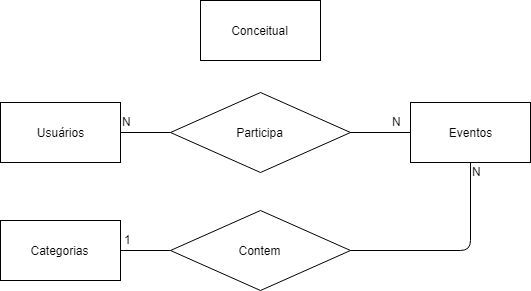 Conceitual
Usuários
N
Participa
N
Eventos
N
Categorias
1
Contem